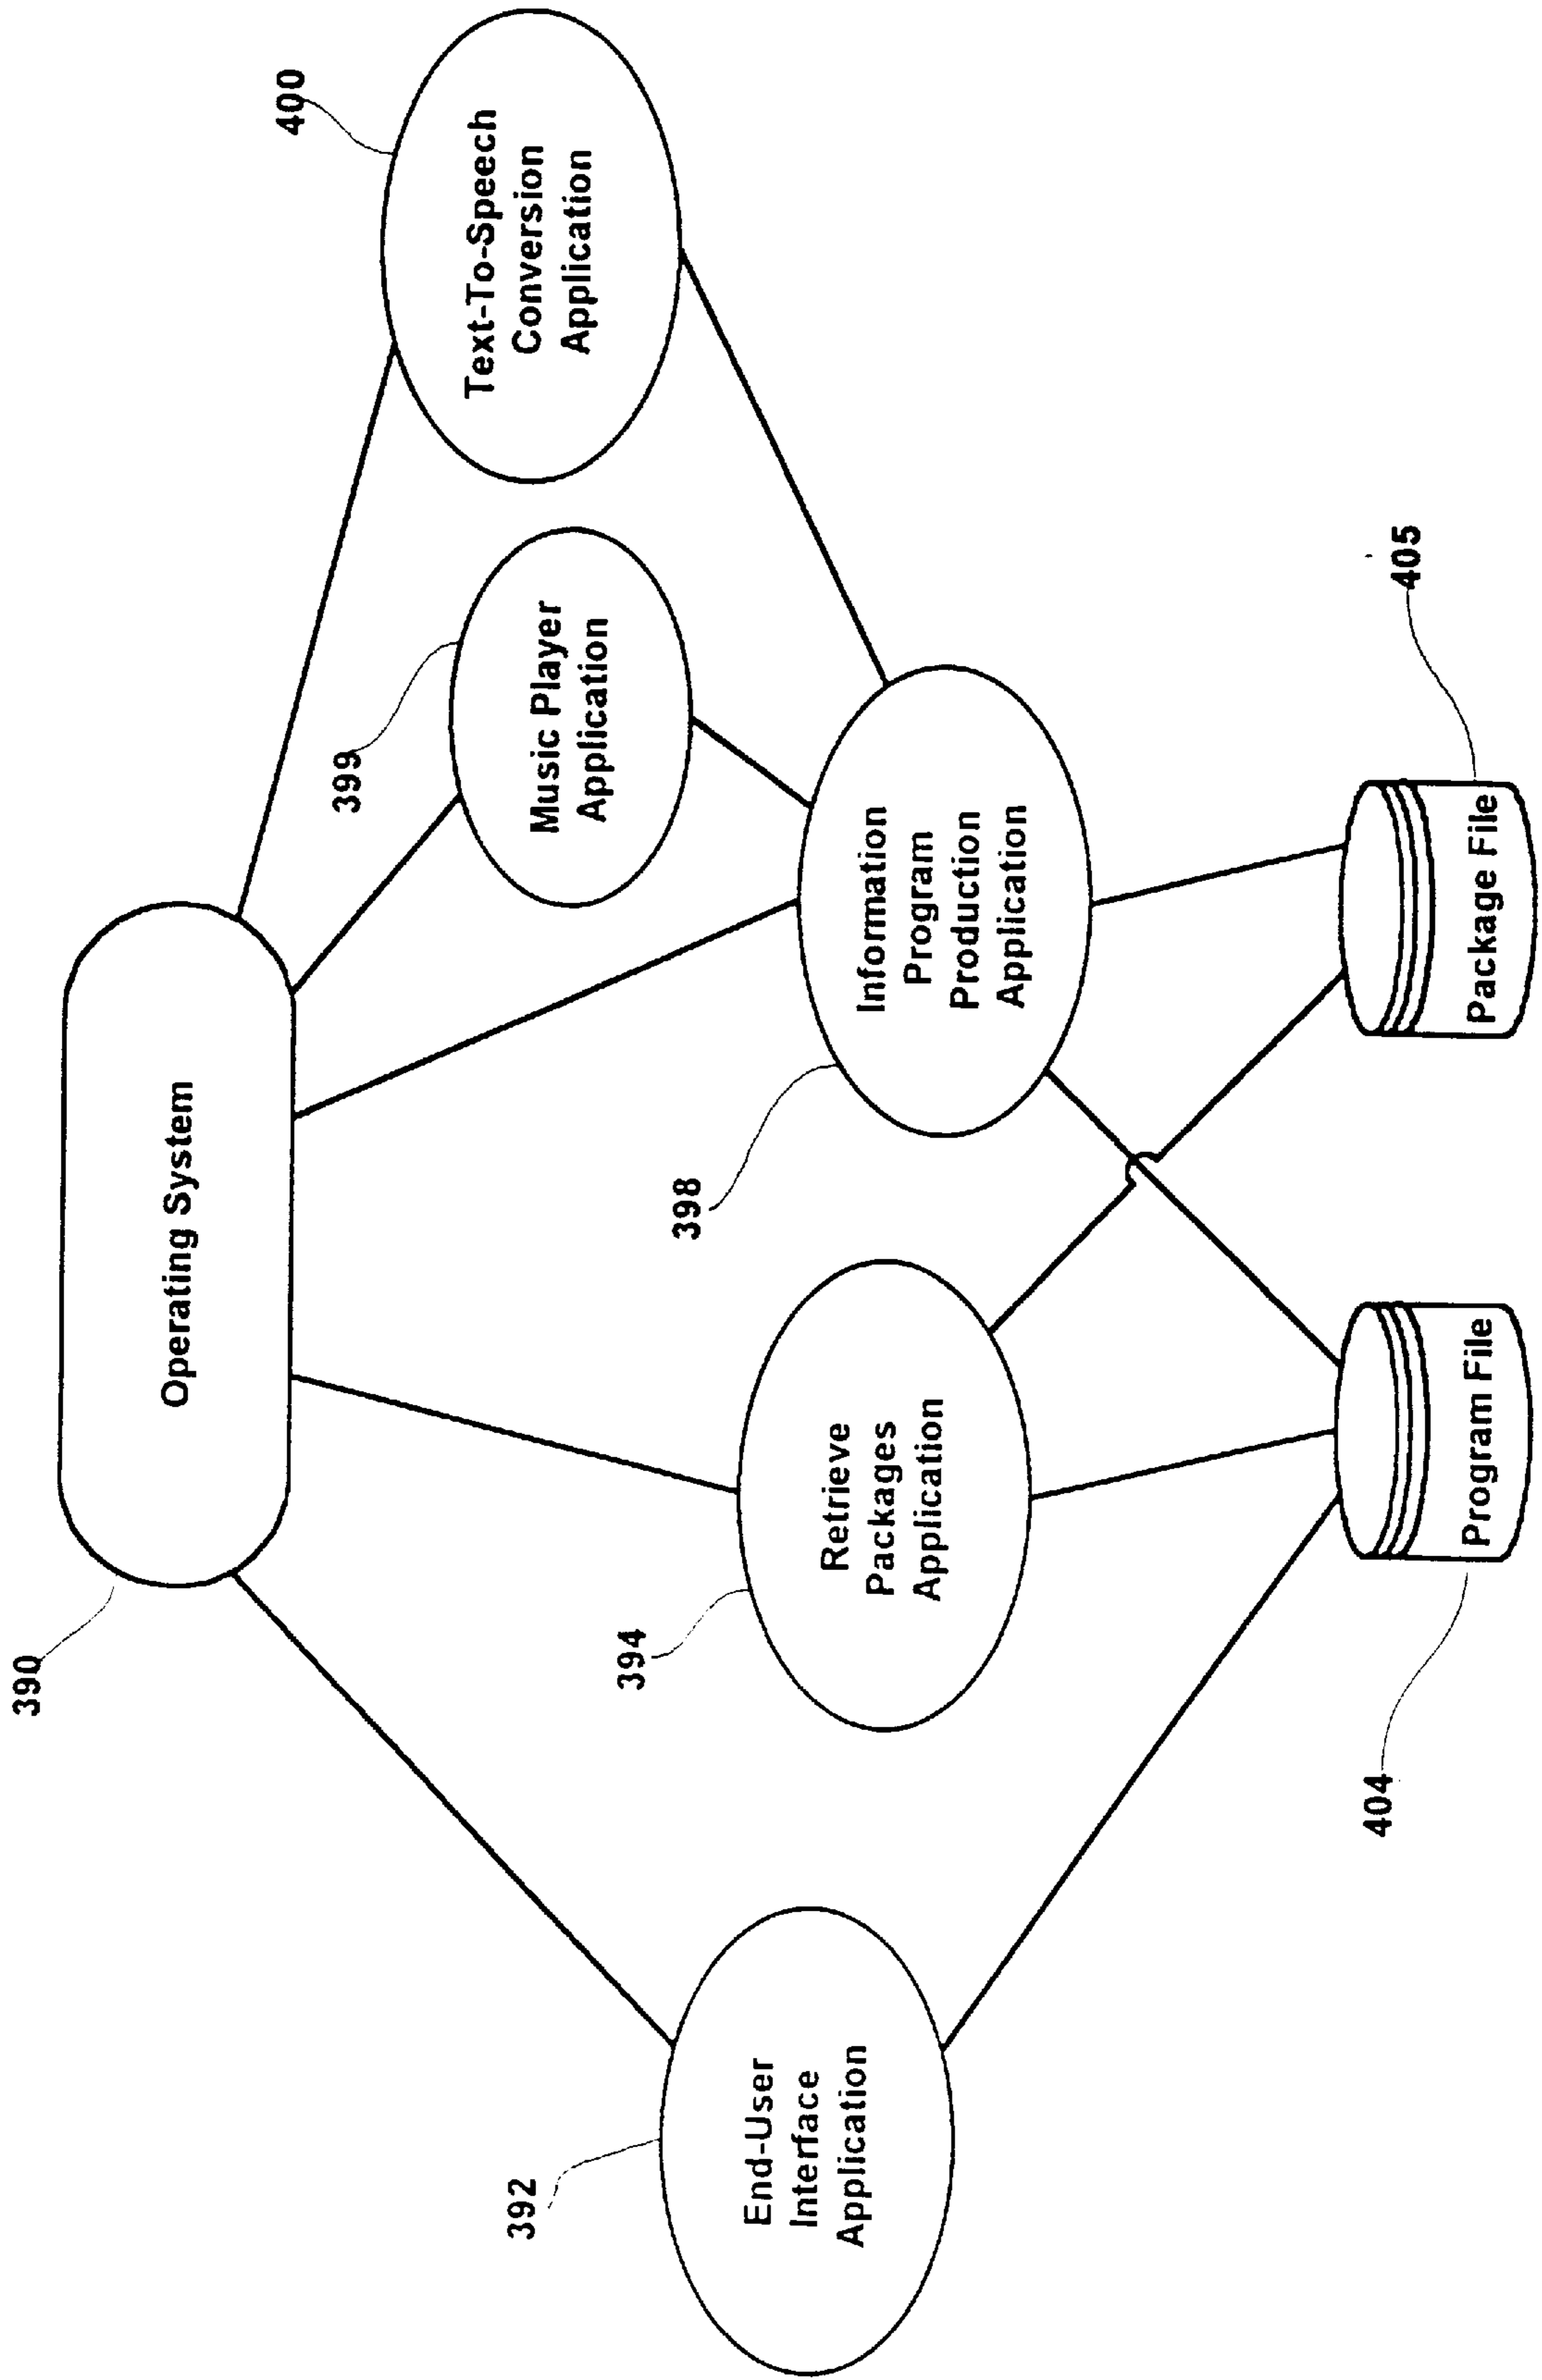 390
Operating System
400
Text-To-Speech
Conversion
Application
399
Music Player
Application
398
Information
Program
Production
Application
394
Retrieve
Packages
Application
392
End-User
Interface
Application
404
Program File
405
Package File